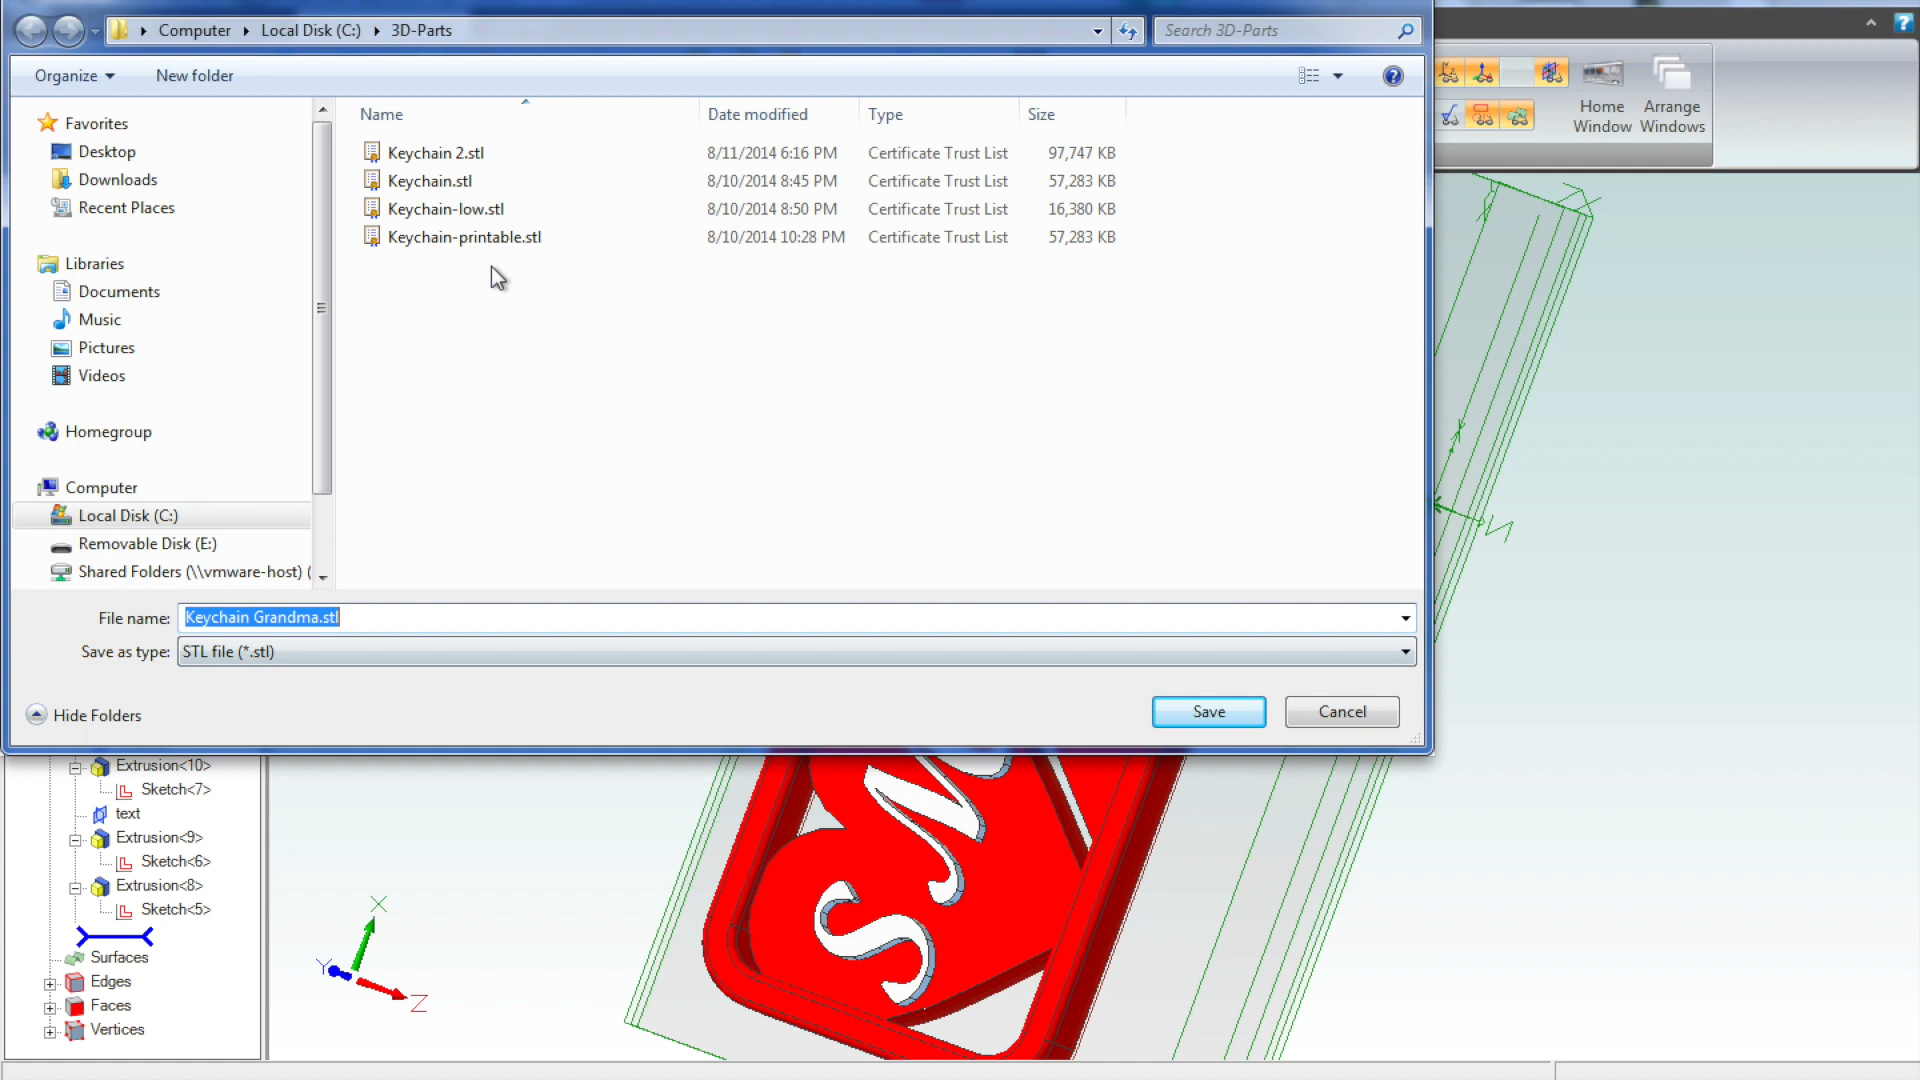 Computer Local Disk (C:) 3D-Parts
Search 3D-Parts
Organize New folder
Home Window
Arrange Windows
Favorites
Desktop
Downloads
Recent Places
Libraries
Documents
Music
Pictures
Videos
Homegroup
Computer
Local Disk (C:)
Removable Disk (E:)
Shared Folders (\\vmware-host) (
Name Date modified Type Size
Keychain 2.stl 8/11/2014 6:16 PM Certificate Trust List 97,747 KB
Keychain.stl 8/10/2014 8:45 PM Certificate Trust List 57,283 KB
Keychain-low.stl 8/10/2014 8:50 PM Certificate Trust List 16,380 KB
Keychain-printable.stl 8/10/2014 10:28 PM Certificate Trust List 57,283 KB
File name: Keychain Grandma.stl
Save as type: STL file (*.stl)
Hide Folders
Save Cancel
Extrusion<10>
Sketch<7>
text
Extrusion<9>
Sketch<6>
Extrusion<8>
Sketch<5>
Surfaces
Edges
Faces
Vertices
X
Y
Z